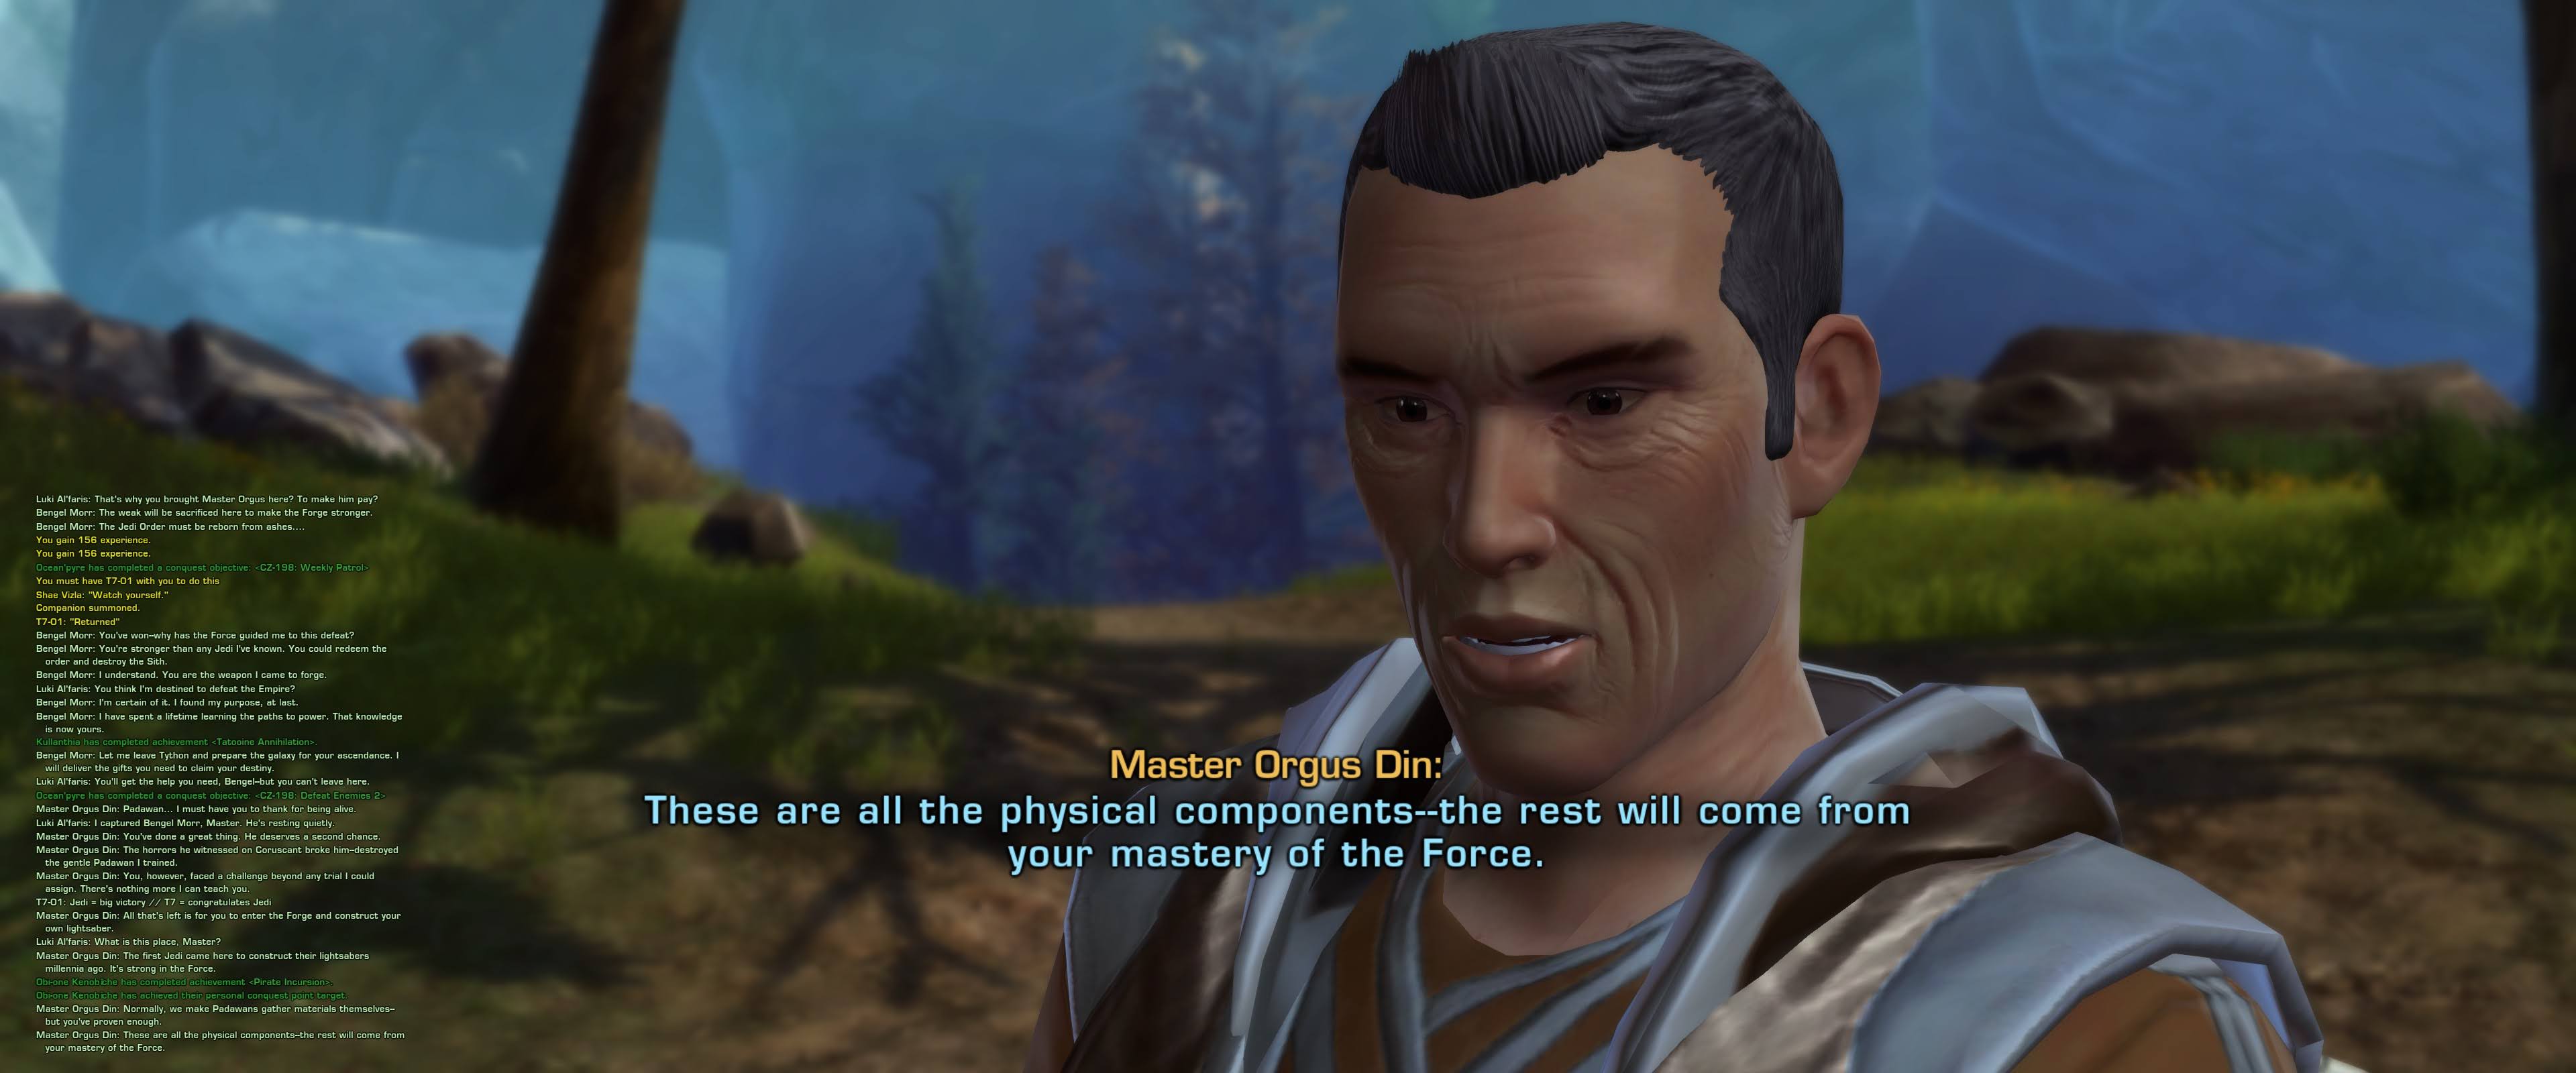 Luki Al'faris: That's why you brought Master Orgus here? To make him pay?
Bengel Morr: The weak will be sacrificed here to make the Forge stronger.
Bengel Morr: The Jedi Order must be reborn from ashes....
You gain 156 experience.
You gain 156 experience.
Ocean'pyre has completed a conquest objective: <CZ-198: Weekly Patrol>
You must have T7-01 with you to do this
Shae Vizla: "Watch yourself."
Companion summoned.
T7-01: "Returned"
Bengel Morr: You've won--why has the Force guided me to this defeat?
Bengel Morr: You're stronger than any Jedi I've known. You could redeem the
order and destroy the Sith.
Bengel Morr: I understand. You are the weapon I came to forge.
Luki Al'faris: You think I'm destined to defeat the Empire?
Bengel Morr: I'm certain of it. I found my purpose, at last.
Bengel Morr: I have spent a lifetime learning the paths to power. That knowledge
is now yours.
Kullanthia has completed achievement <Tatooine Annihilation>.
Bengel Morr: Let me leave Tython and prepare the galaxy for your ascendance. I
will deliver the gifts you need to claim your destiny.
Luki Al'faris: You'll get the help you need, Bengel--but you can't leave here.
Ocean'pyre has completed a conquest objective: <CZ-198: Defeat Enemies 2>
Master Orgus Din: Padawan... I must have you to thank for being alive.
Luki Al'faris: I captured Bengel Morr, Master. He's resting quietly.
Master Orgus Din: You've done a great thing. He deserves a second chance.
Master Orgus Din: The horrors he witnessed on Coruscant broke him--destroyed
the gentle Padawan I trained.
Master Orgus Din: You, however, faced a challenge beyond any trial I could
assign. There's nothing more I can teach you.
T7-01: Jedi = big victory // T7 = congratulates Jedi
Master Orgus Din: All that's left is for you to enter the Forge and construct your
own lightsaber.
Luki Al'faris: What is this place, Master?
Master Orgus Din: The first Jedi came here to construct their lightsabers
millennia ago. It's strong in the Force.
Obi-one Kenobiche has completed achievement <Pirate Incursion>.
Obi-one Kenobiche has achieved their personal conquest point target.
Master Orgus Din: Normally, we make Padawans gather materials themselves--
but you've proven enough.
Master Orgus Din: These are all the physical components--the rest will come from
your mastery of the Force.
Master Orgus Din:
These are all the physical components--the rest will come from
your mastery of the Force.